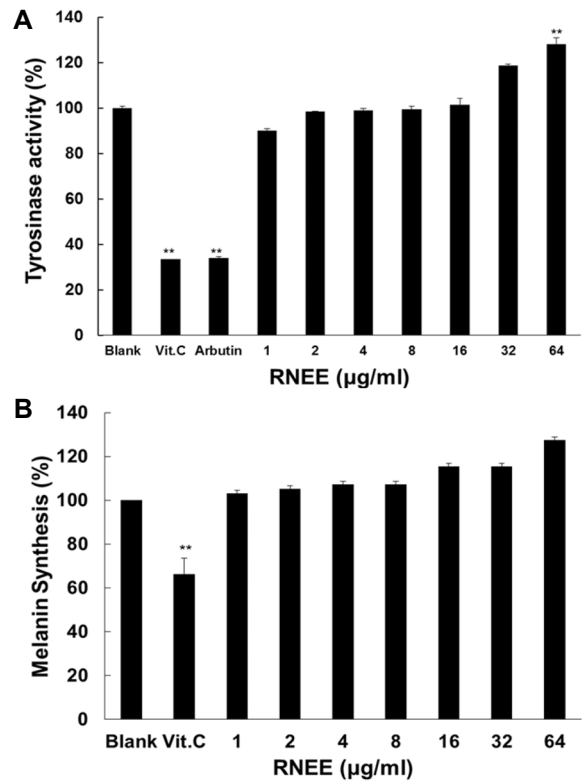 A
140
120
100
80
60
40
20
0
Tyrosinase activity (%)
** ** **
Blank Vit.C Arbutin 1 2 4 8 16 32 64
RNEE (µg/ml)
B
140
120
100
80
60
40
20
0
Melanin Synthesis (%)
**
Blank Vit.C 1 2 4 8 16 32 64
RNEE (µg/ml)